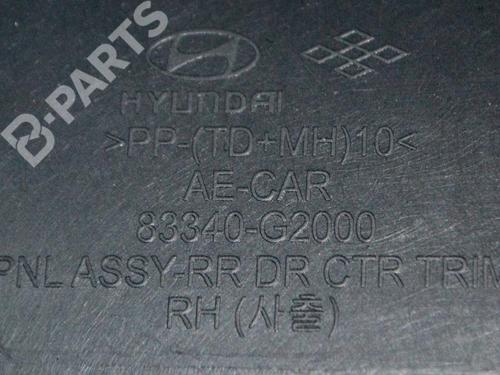 B-PARTS
HYUNDAI
>PP-(TD+MH)10<
AE-CAR
83340-G2000
PNL ASSY-RR DR CTR TRIM
RH (사출)